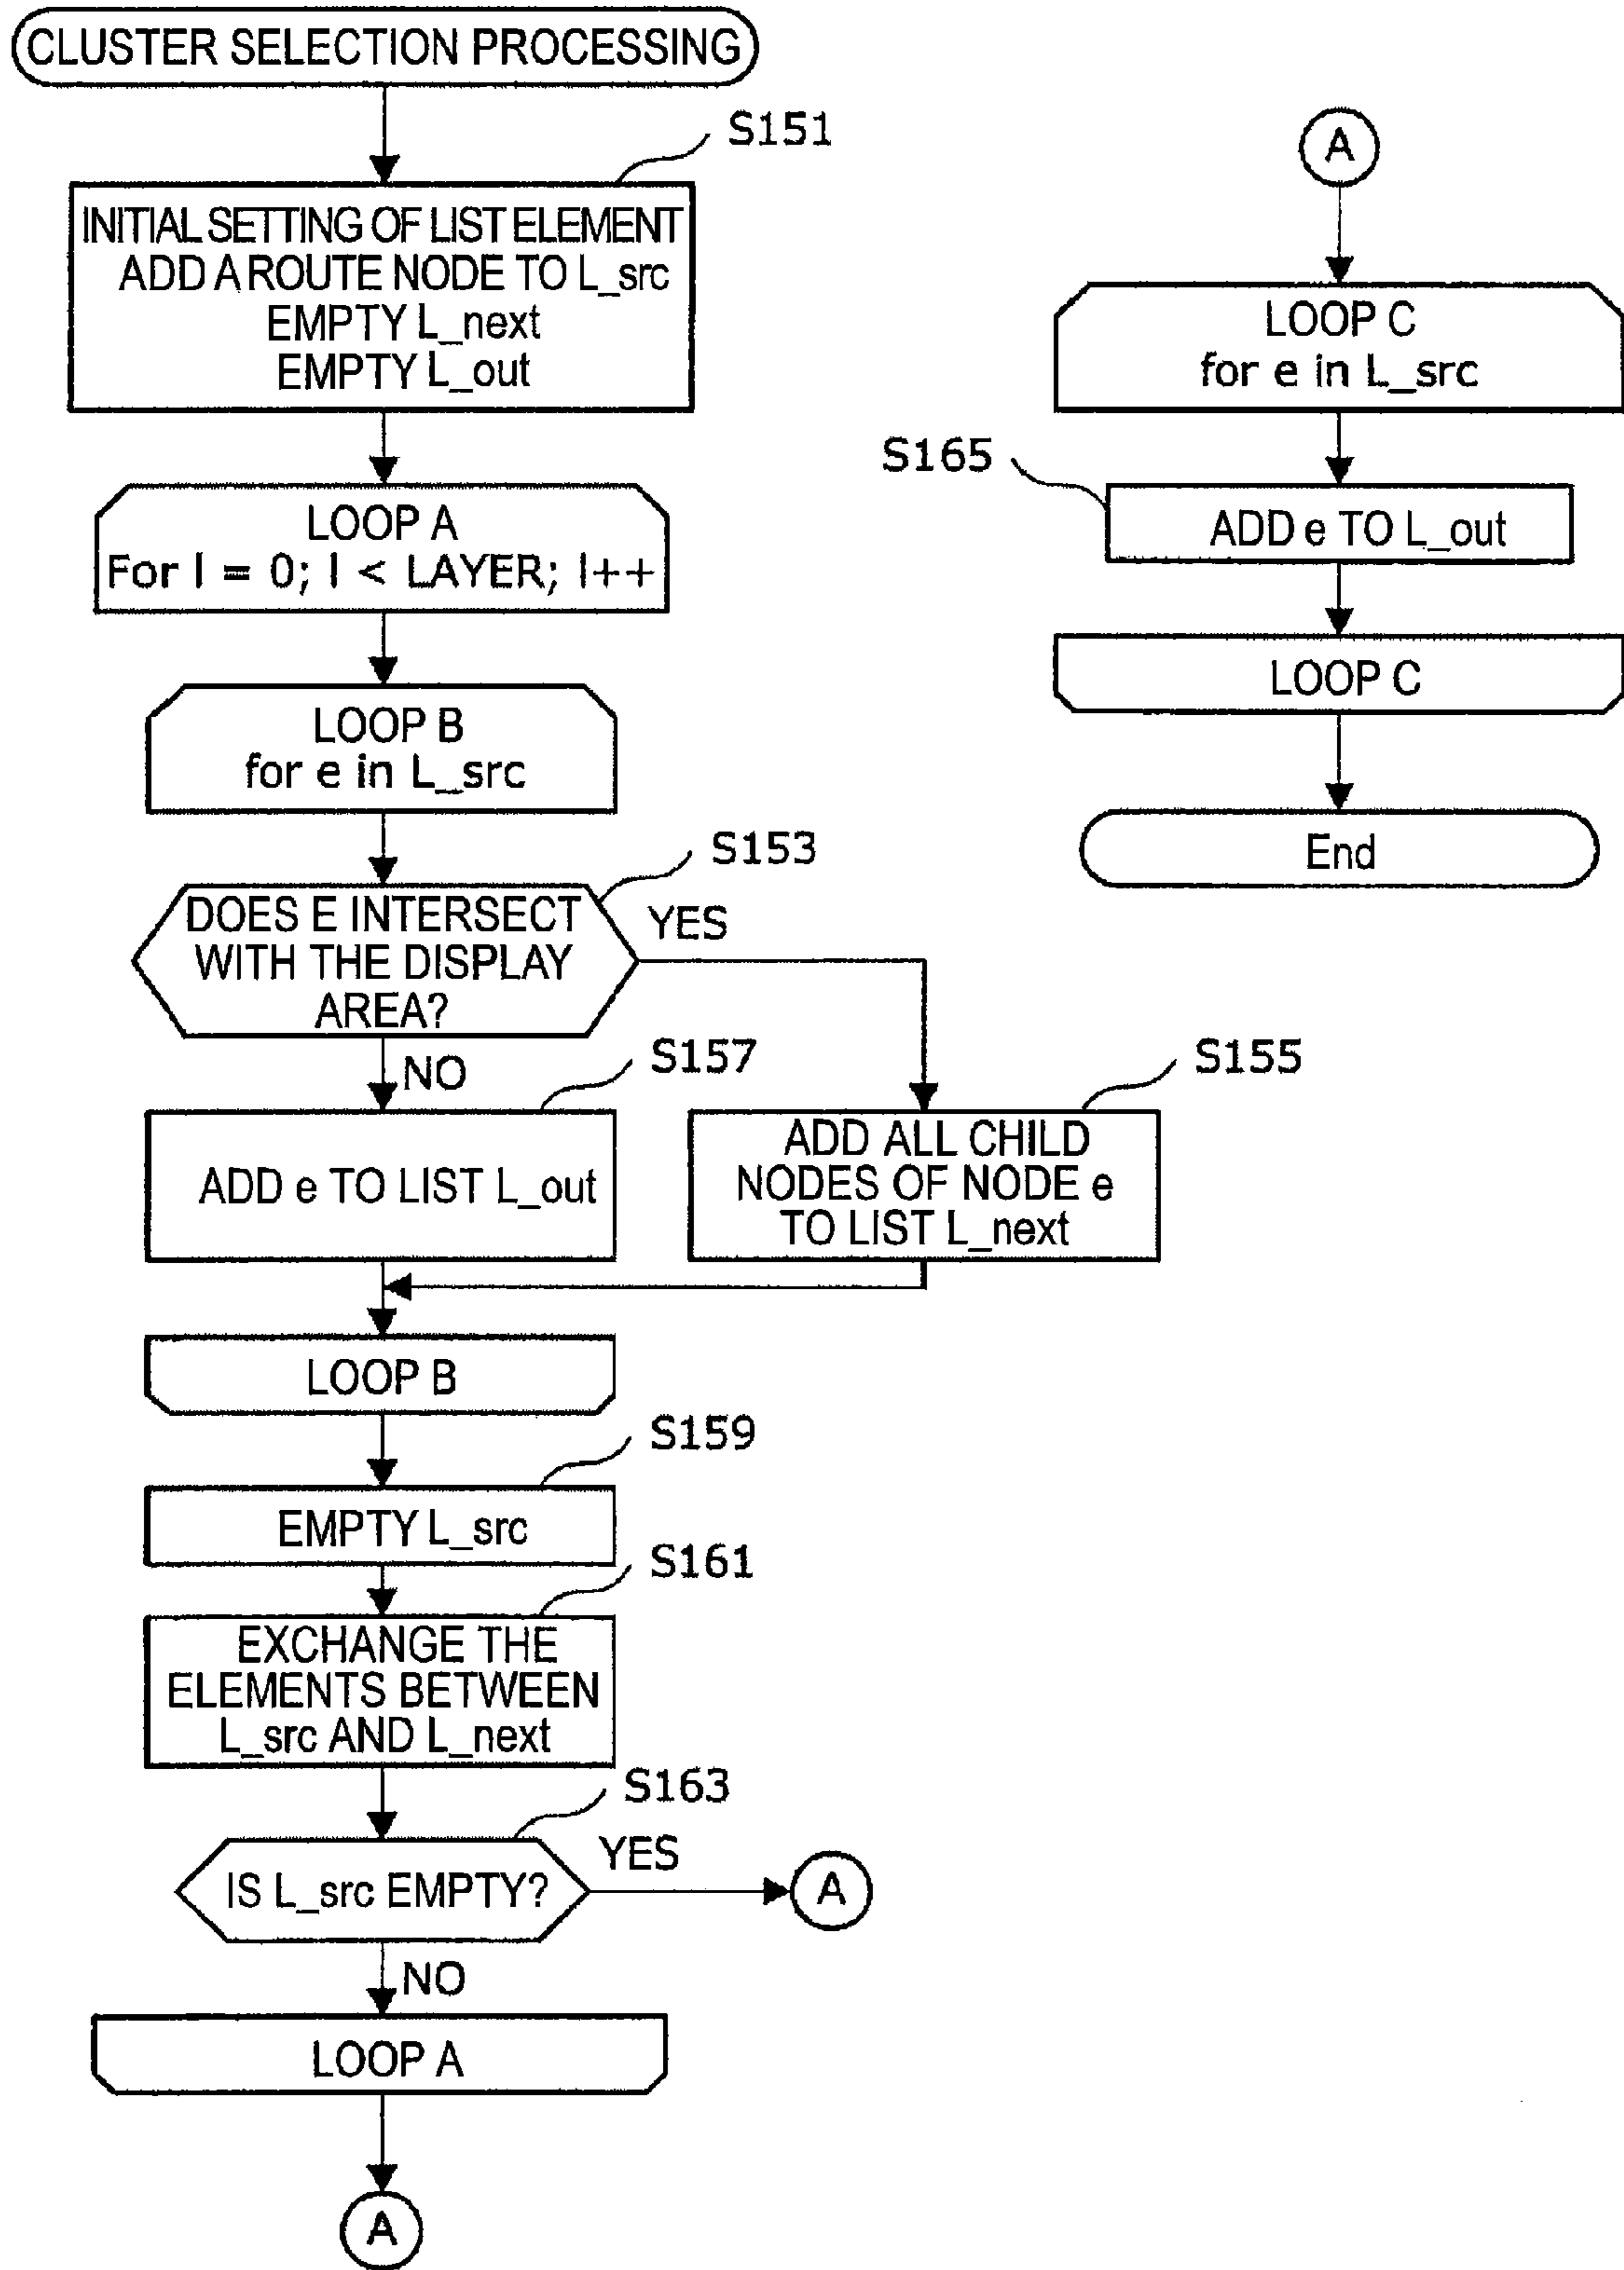 CLUSTER SELECTION PROCESSING
S151
INITIAL SETTING OF LIST ELEMENT
ADD A ROUTE NODE TO L_src
EMPTY L_next
EMPTY L_out
LOOP A
For l = 0; l < LAYER; l++
LOOP B
for e in L_src
S153
DOES E INTERSECT
WITH THE DISPLAY
AREA?
YES
NO
S157
ADD e TO LIST L_out
S155
ADD ALL CHILD
NODES OF NODE e
TO LIST L_next
LOOP B
S159
EMPTY L_src
S161
EXCHANGE THE
ELEMENTS BETWEEN
L_src AND L_next
S163
IS L_src EMPTY?
YES
A
NO
LOOP A
A
A
LOOP C
for e in L_src
S165
ADD e TO L_out
LOOP C
End